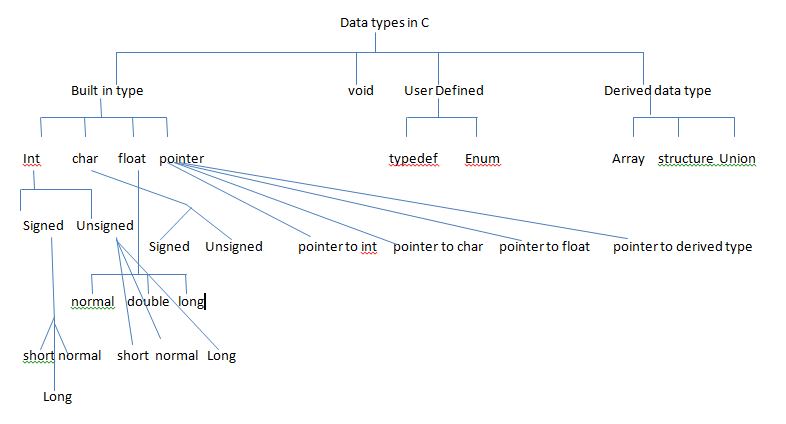 Data types in C
Built in type void User Defined Derived data type
Int char float pointer typedef Enum Array structure Union
Signed Unsigned
Signed Unsigned pointer to int pointer to char pointer to float pointer to derived type
normal double long
short normal short normal Long
Long